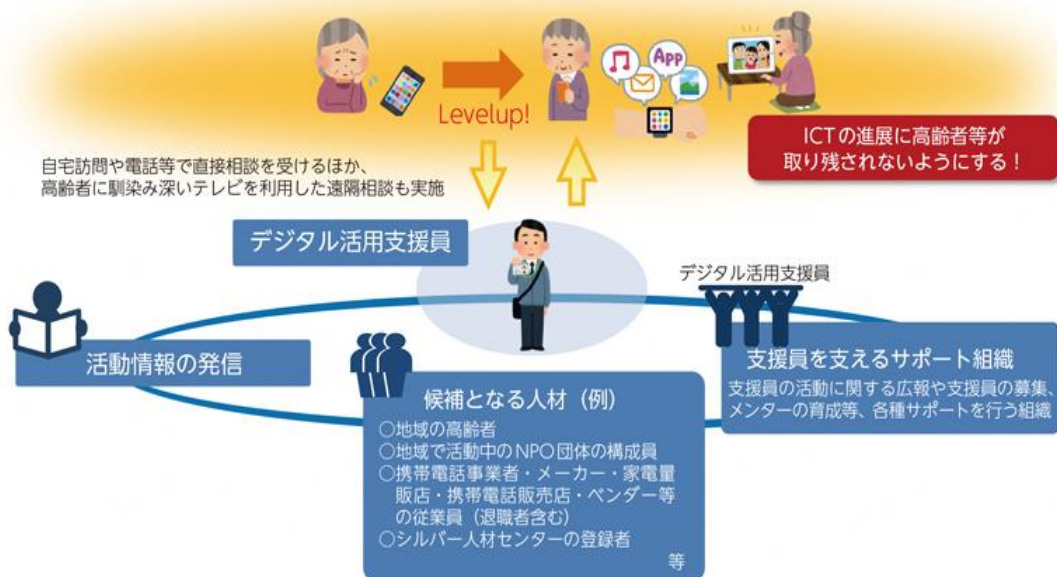 App
Levelup!
ICTの進展に高齢者等が
取り残されないようにする！
自宅訪問や電話等で直接相談を受けるほか、
高齢者に馴染み深いテレビを利用した遠隔相談も実施
デジタル活用支援員
デジタル活用支援員
活動情報の発信
候補となる人材（例）
○地域の高齢者
○地域で活動中のNPO団体の構成員
○携帯電話事業者・メーカー・家電量
販店・携帯電話販売店・ベンダー等
の従業員（退職者含む）
○シルバー人材センターの登録者
等
支援員を支えるサポート組織
支援員の活動に関する広報や支援員の募集、
メンターの育成等、各種サポートを行う組織